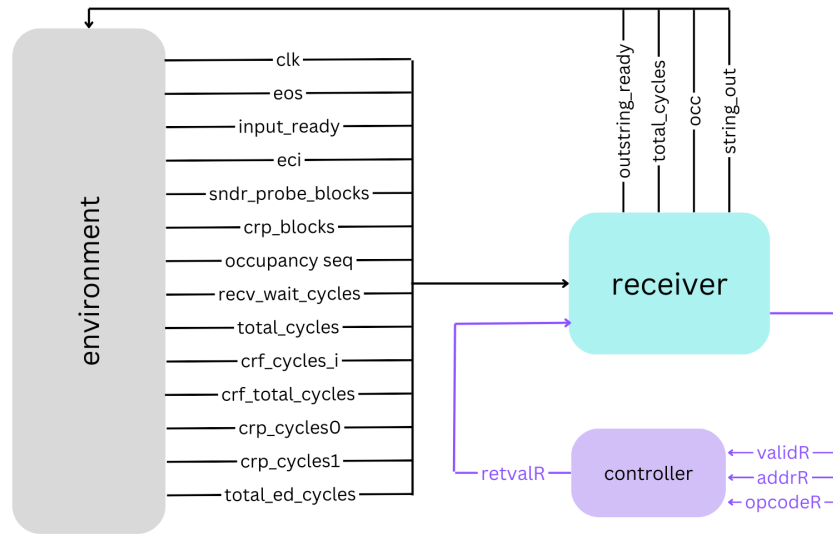 environment
clk
eos
input_ready
eci
sndr_probe_blocks
crp_blocks
occupancy seq
recv_wait_cycles
total_cycles
crf_cycles_i
crf_total_cycles
crp_cycles0
crp_cycles1
total_ed_cycles
outstring_ready
total_cycles
occ
string_out
receiver
retvalR
controller
validR
addrR
opcodeR